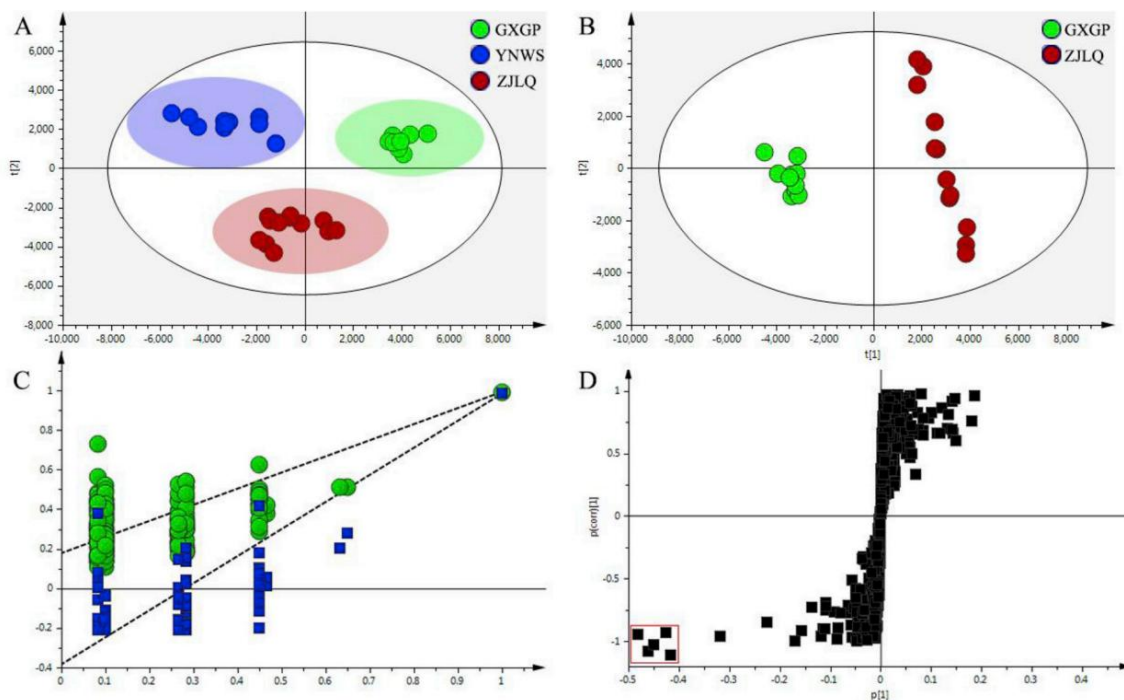 A
GXGP
YNWS
ZJLQ
t[2]
6,000
4,000
2,000
0
-2,000
-4,000
-6,000
-8,000
-10,000 -8,000 -6,000 -4,000 -2,000 0 2,000 4,000 6,000 8,000
B
GXGP
ZJLQ
t[2]
4,000
2,000
0
-2,000
-4,000
-6,000
-10,000 -8,000 -6,000 -4,000 -2,000 0 2,000 4,000 6,000 8,000
t[1]
C
1
0.8
0.6
0.4
0.2
0
-0.2
-0.4
0 0.1 0.2 0.3 0.4 0.5 0.6 0.7 0.8 0.9 1
D
p(corr)[1]
1
0.5
0
-0.5
-1
-0.5 -0.4 -0.3 -0.2 -0.1 0 0.1 0.2 0.3 0.4
p[1]